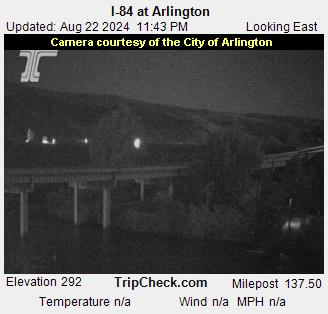 I-84 at Arlington
Updated: Aug 22 2024 11:43 PM Looking East
Camera courtesy of the City of Arlington
Elevation 292 TripCheck.com Milepost 137.50
Temperature n/a Wind n/a MPH n/a